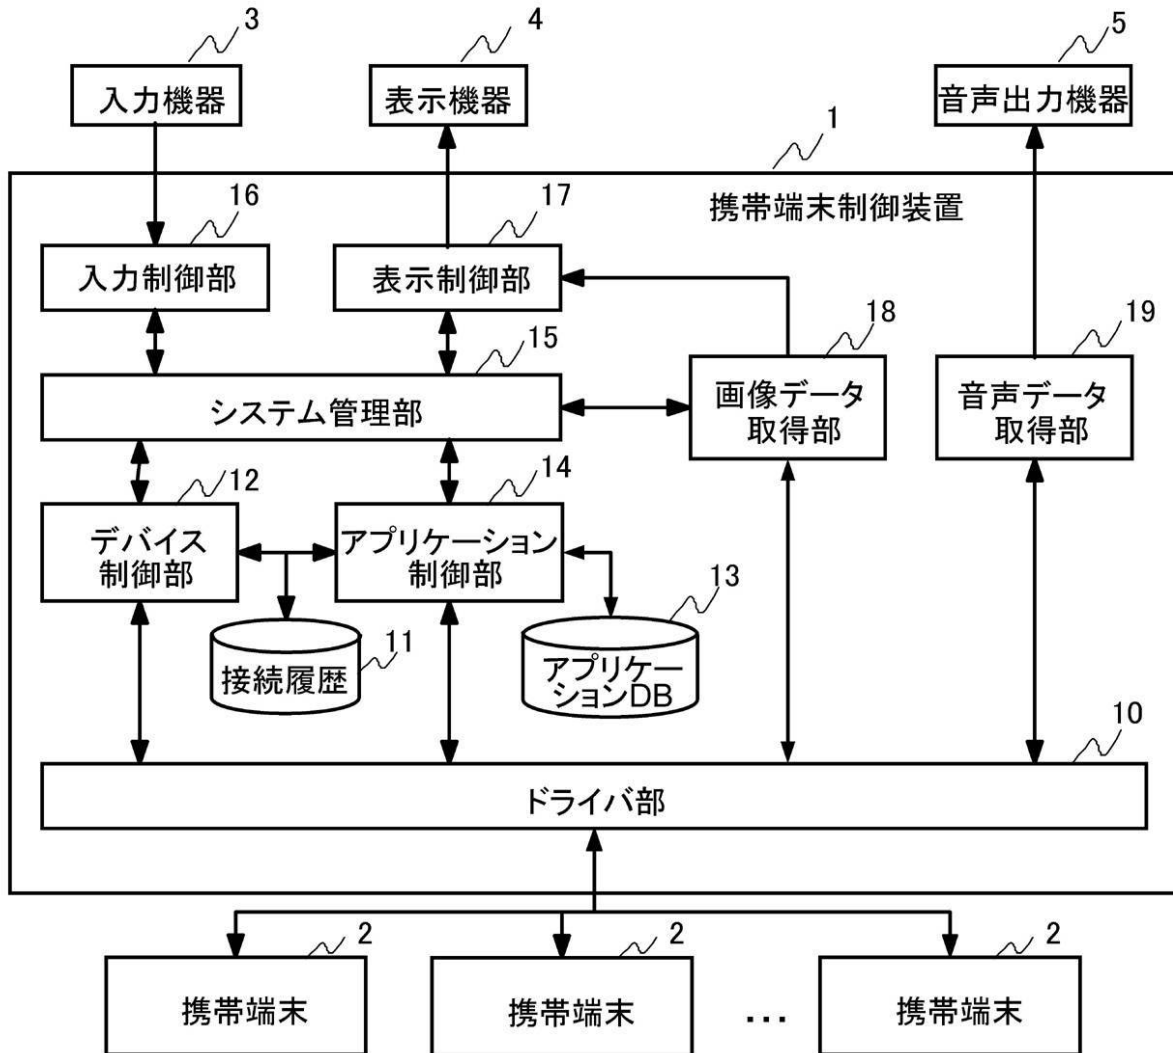 3
4
5
入力機器
表示機器
音声出力機器
1
携帯端末制御装置
16
17
入力制御部
表示制御部
18
19
15
システム管理部
画像データ
取得部
音声データ
取得部
12
14
デバイス
制御部
アプリケーション
制御部
13
11
接続履歴
アプリケー
ションDB
10
ドライバ部
2
2
2
携帯端末
携帯端末
...
携帯端末